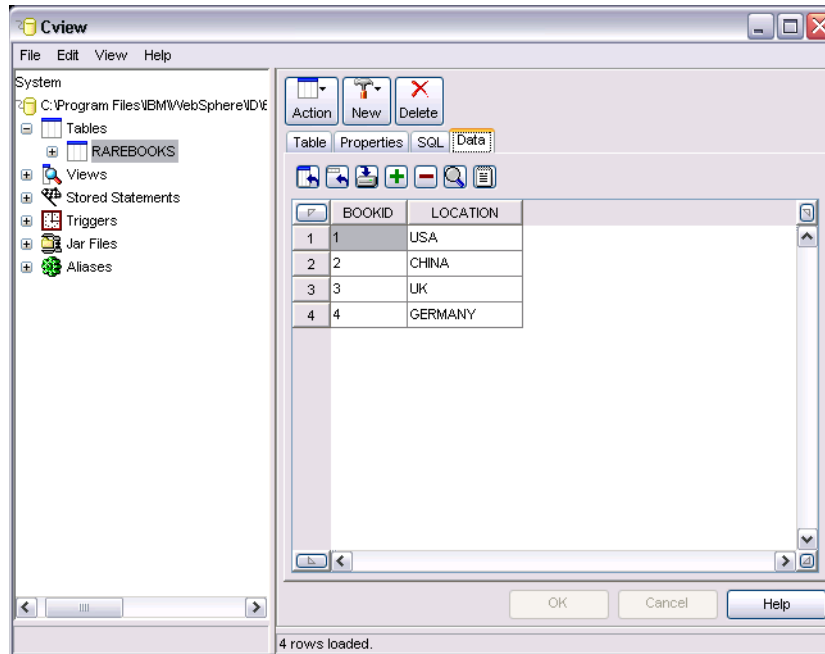 Cview
File Edit View Help
System
C:\Program Files\IBM\WebSphere\ID\6
Tables
RAREBOOKS
Views
Stored Statements
Triggers
Jar Files
Aliases
Action New Delete
Table Properties SQL Data
BOOKID LOCATION
1 1 USA
2 2 CHINA
3 3 UK
4 4 GERMANY
OK Cancel Help
4 rows loaded.